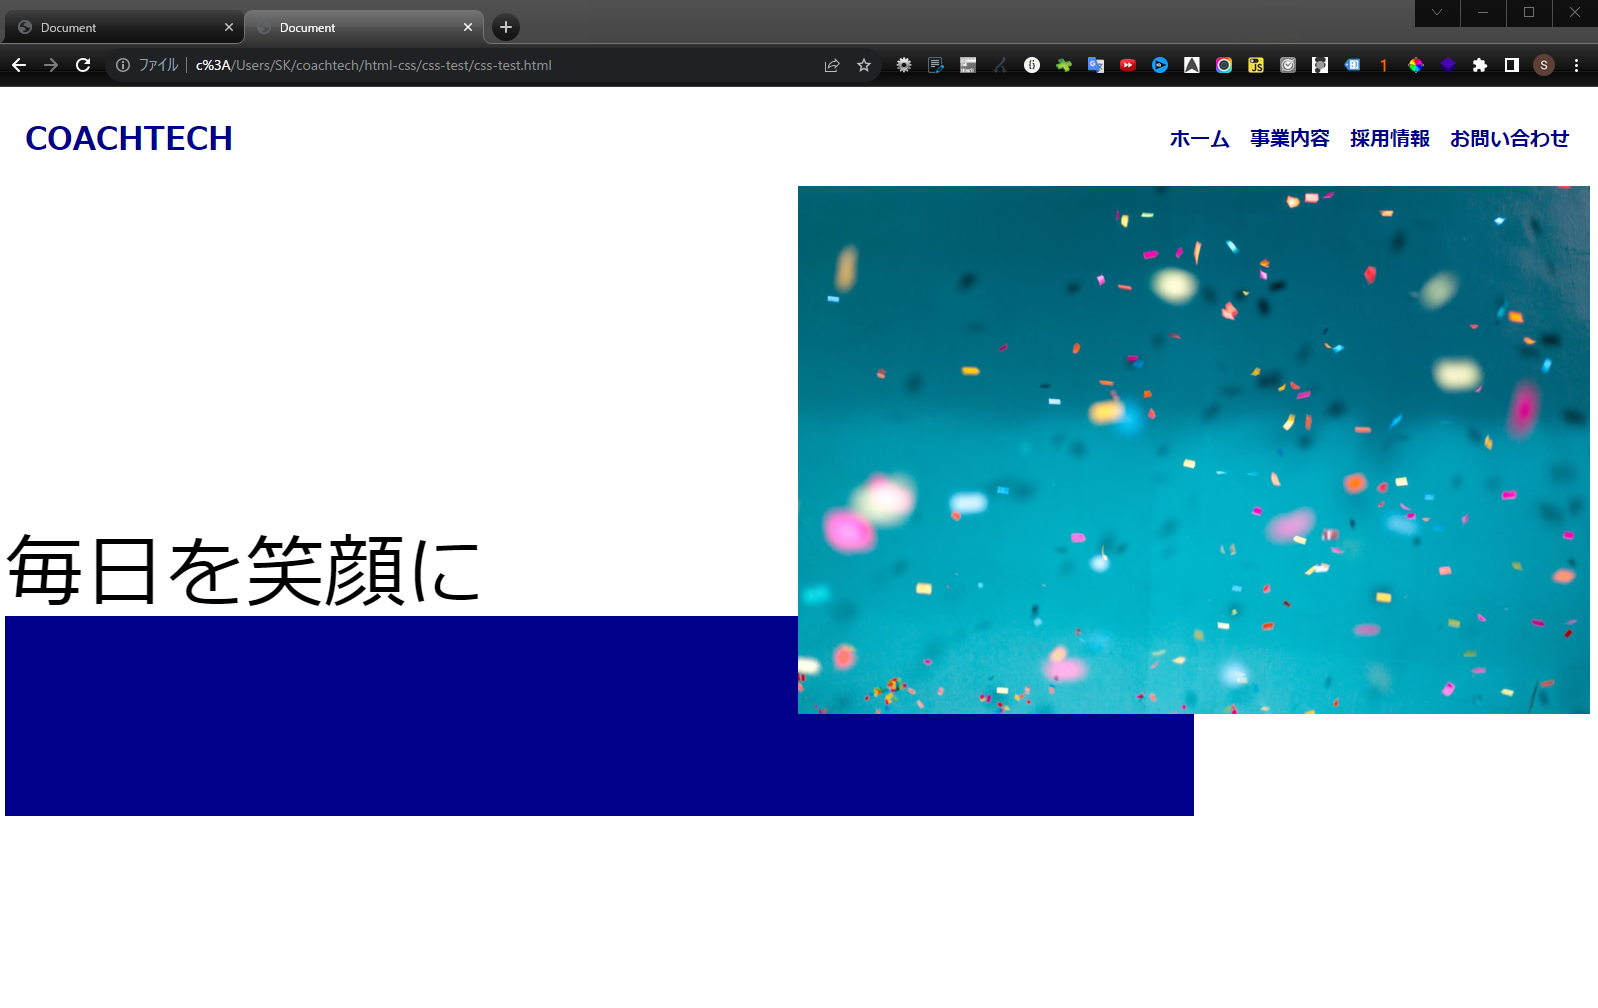 Document
Document
ファイル c%3A/Users/SK/coachtech/html-css/css-test/css-test.html
S
COACHTECH
ホーム 事業内容 採用情報 お問い合わせ
毎日を笑顔に